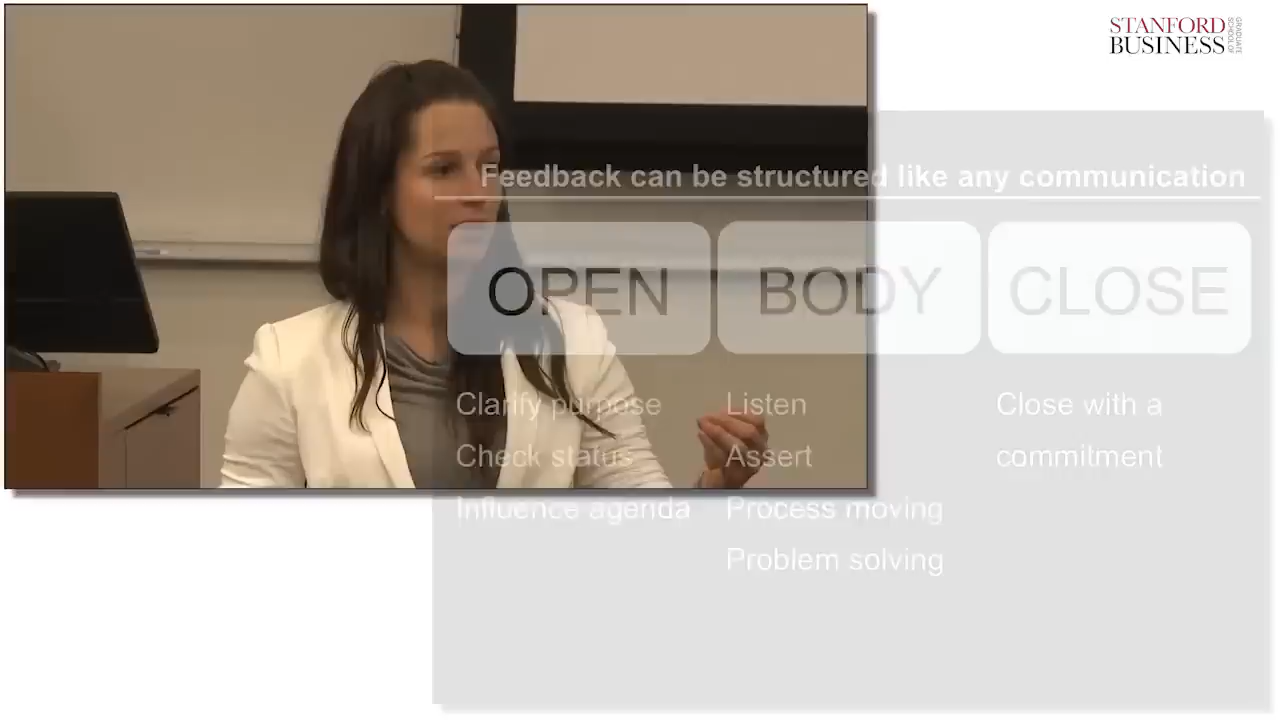 STANFORD
BUSINESS
GRADUATE
SCHOOL OF
Feedback can be structured like any communication
OPEN
BODY
CLOSE
Clarify purpose
Check status
Influence agenda
Listen
Assert
Process moving
Problem solving
Close with a
commitment